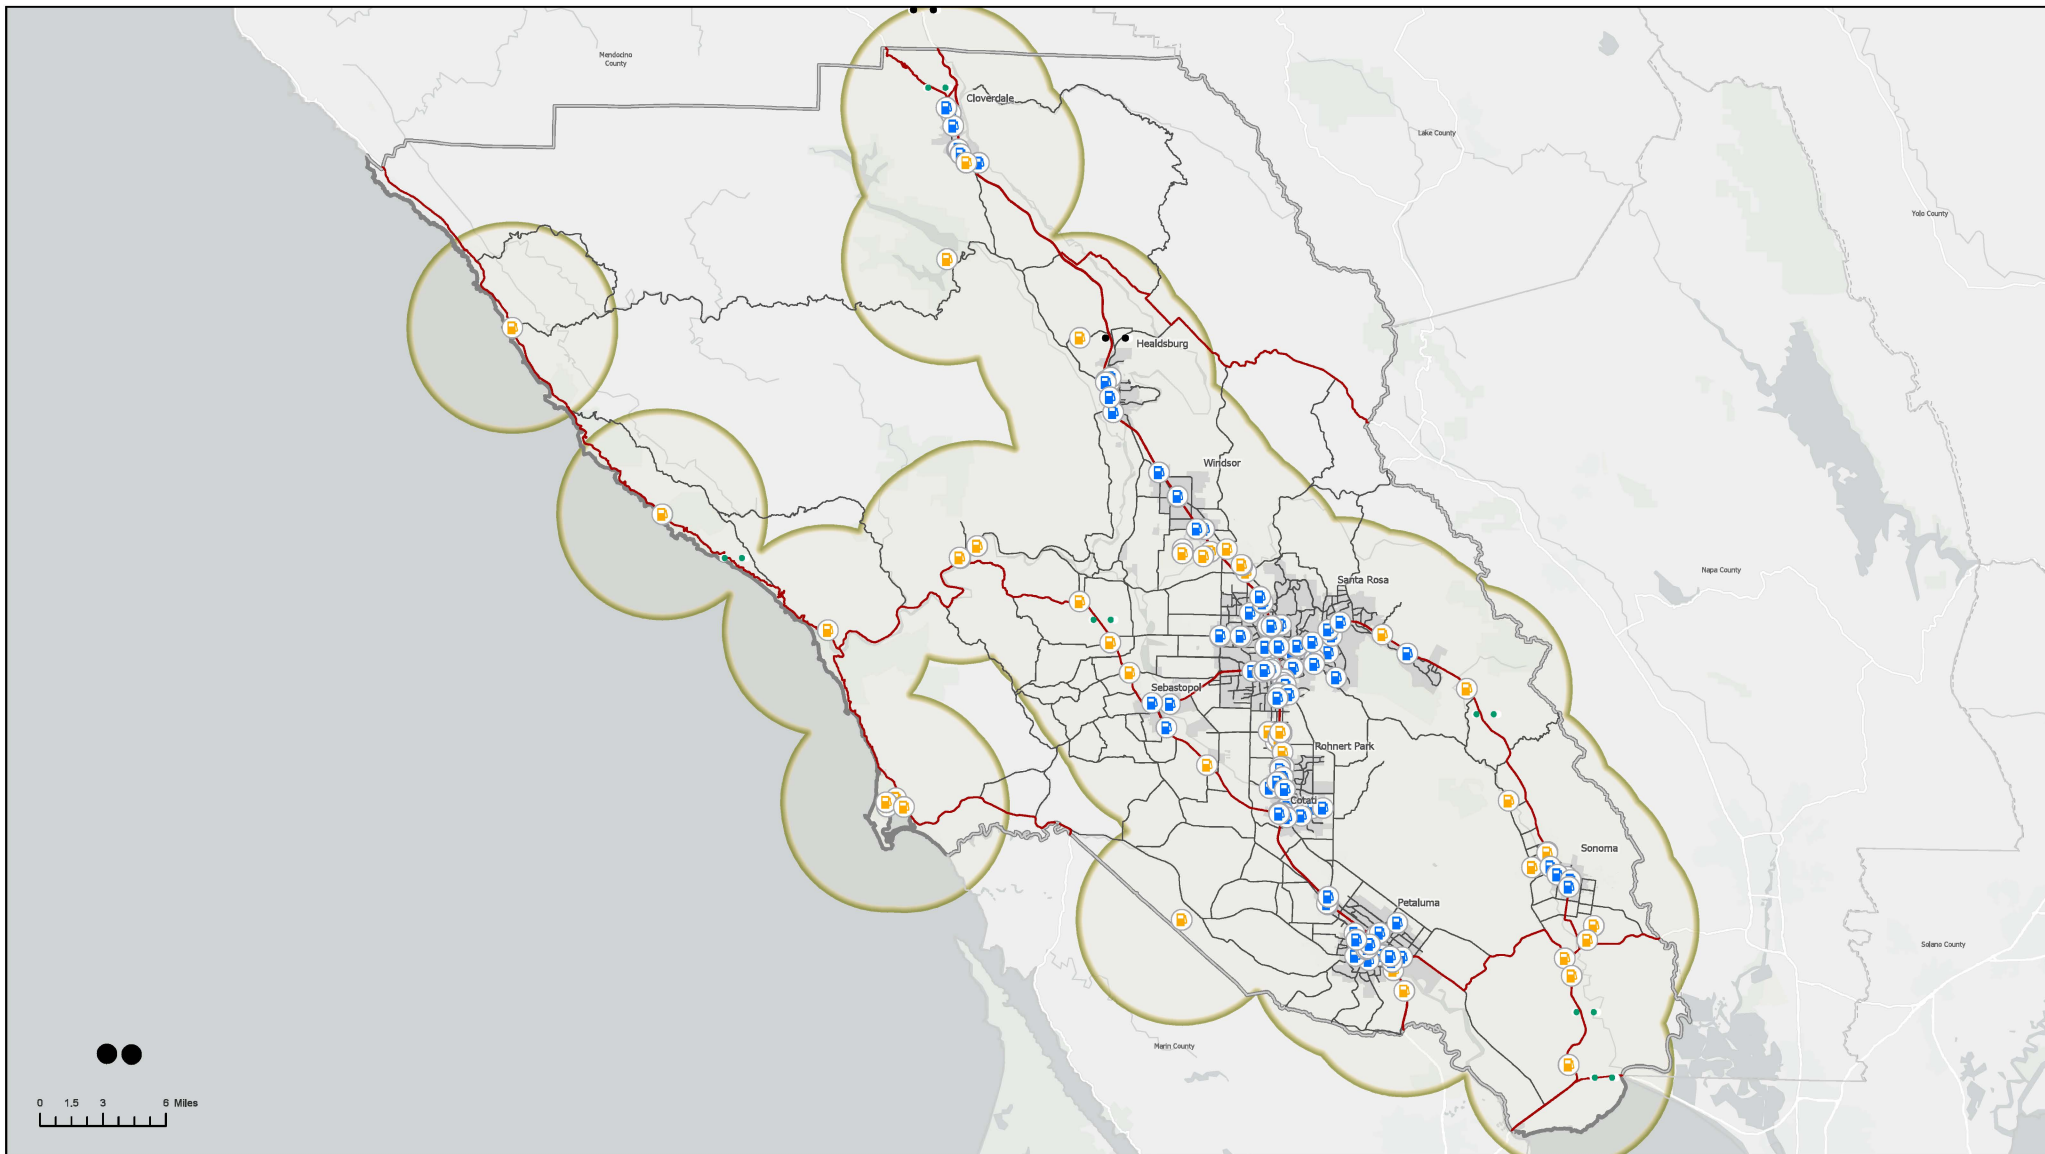 Mendocino
County
Cloverdale
Lake County
Yolo County
Healdsburg
Windsor
Santa Rosa
Napa County
Sebastopol
Rohnert Park
Cotati
Sonoma
Petaluma
Solano County
Marin County
0 1.5 3 6 Miles